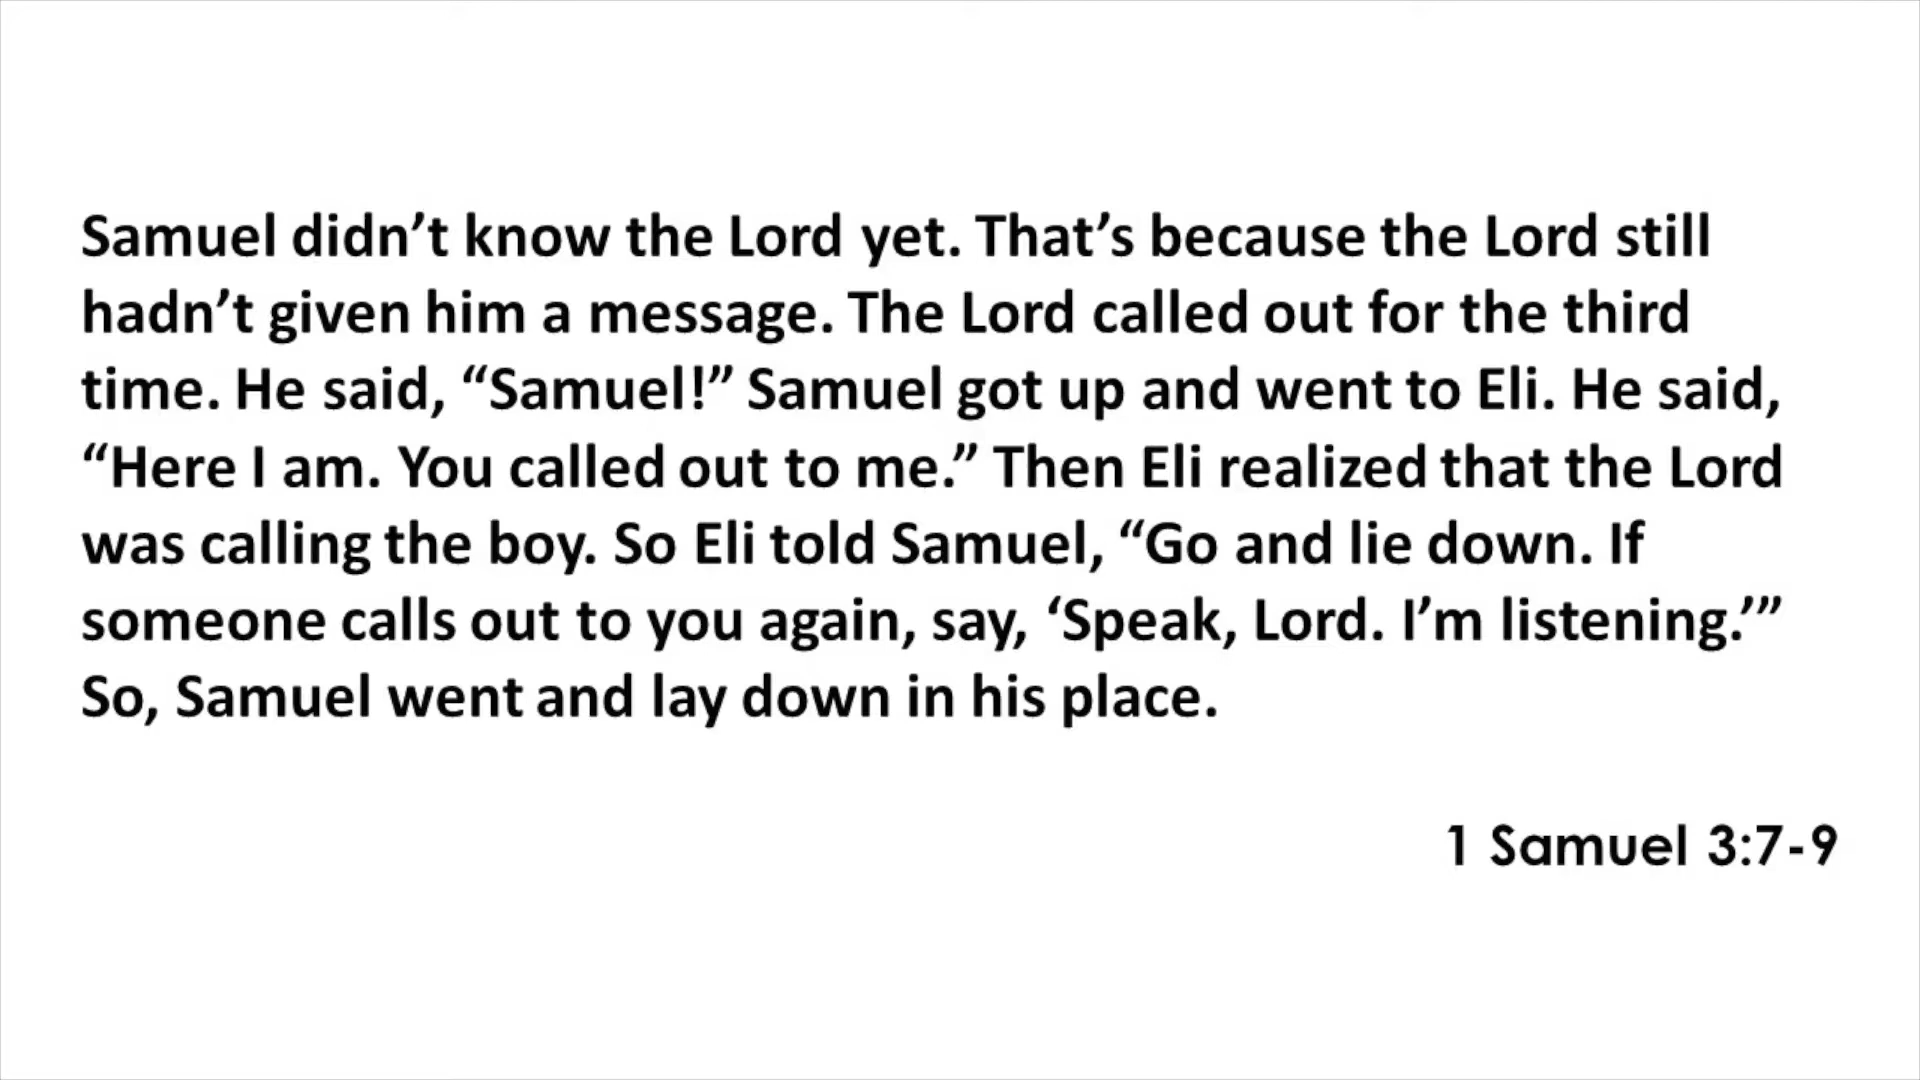 Samuel didn’t know the Lord yet. That’s because the Lord still
hadn’t given him a message. The Lord called out for the third
time. He said, “Samuel!” Samuel got up and went to Eli. He said,
“Here I am. You called out to me.” Then Eli realized that the Lord
was calling the boy. So Eli told Samuel, “Go and lie down. If
someone calls out to you again, say, ‘Speak, Lord. I’m listening.’”
So, Samuel went and lay down in his place.
1 Samuel 3:7-9